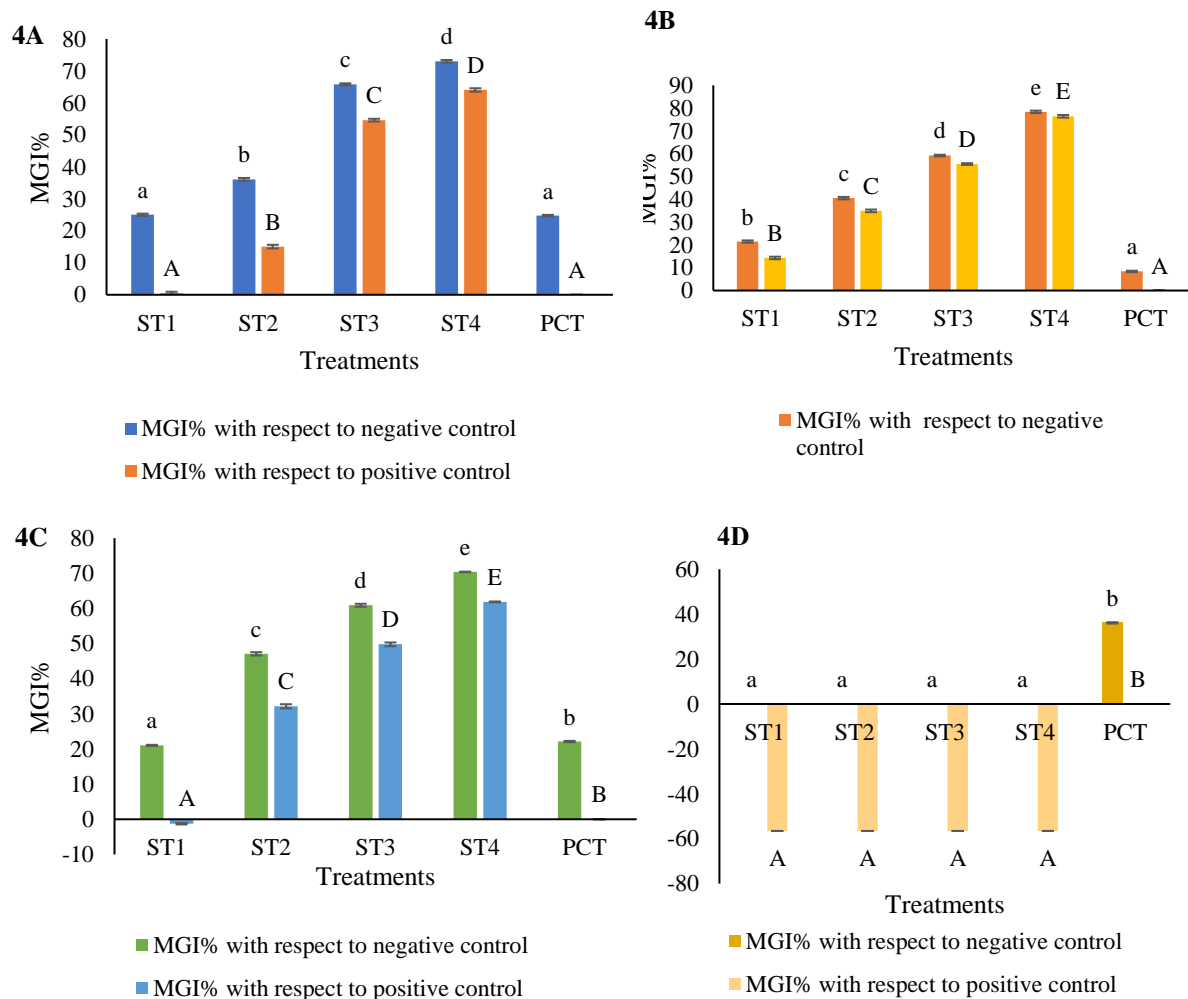 4A
80
70
60
50
40
30
20
10
0
MGI%
a
A
b
B
c
C
d
D
a
A
ST1 ST2 ST3 ST4 PCT
Treatments
MGI% with respect to negative control
MGI% with respect to positive control
4B
90
80
70
60
50
40
30
20
10
0
MGI%
b
B
c
C
d
D
e
E
a
A
ST1 ST2 ST3 ST4 PCT
Treatments
MGI% with respect to negative
control
4C
80
70
60
50
40
30
20
10
0
-10
MGI%
a
A
c
C
d
D
e
E
b
B
ST1 ST2 ST3 ST4 PCT
Treatments
MGI% with respect to negative control
MGI% with respect to positive control
4D
60
40
20
0
-20
-40
-60
-80
MGI%
a a a a b
B
ST1 ST2 ST3 ST4 PCT
A A A A
Treatments
MGI% with respect to negative control
MGI% with respect to positive control